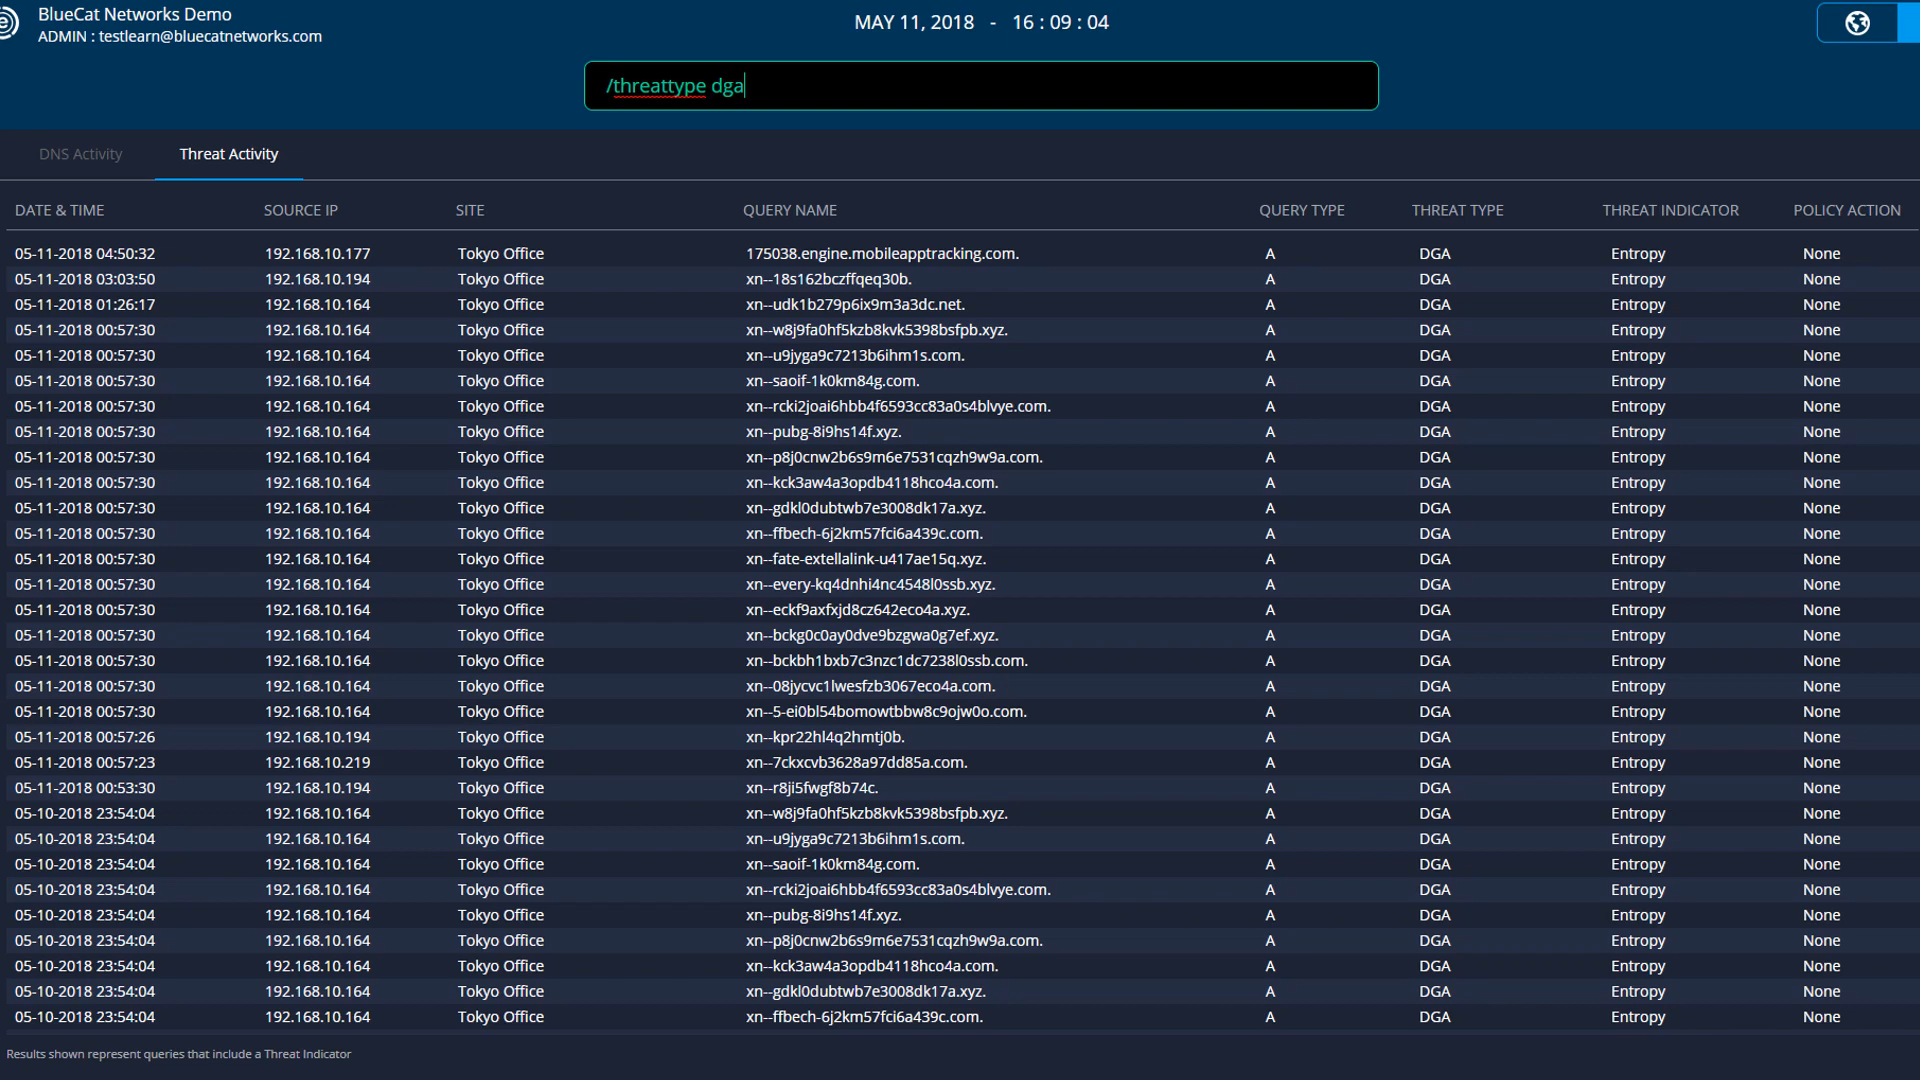 BlueCat Networks Demo
ADMIN : testlearn@bluecatnetworks.com
MAY 11, 2018 - 16 : 09 : 04
/threattype dga
DNS Activity Threat Activity
DATE & TIME SOURCE IP SITE QUERY NAME QUERY TYPE THREAT TYPE THREAT INDICATOR POLICY ACTION
05-11-2018 04:50:32 192.168.10.177 Tokyo Office 175038.engine.mobileapptracking.com. A DGA Entropy None
05-11-2018 03:03:50 192.168.10.194 Tokyo Office xn--18s162bczffqeq30b. A DGA Entropy None
05-11-2018 01:26:17 192.168.10.164 Tokyo Office xn--udk1b279p6ix9m3a3dc.net. A DGA Entropy None
05-11-2018 00:57:30 192.168.10.164 Tokyo Office xn--w8j9fa0hf5kzb8kvk5398bsfpb.xyz. A DGA Entropy None
05-11-2018 00:57:30 192.168.10.164 Tokyo Office xn--u9jyga9c7213b6ihm1s.com. A DGA Entropy None
05-11-2018 00:57:30 192.168.10.164 Tokyo Office xn--saoif-1k0km84g.com. A DGA Entropy None
05-11-2018 00:57:30 192.168.10.164 Tokyo Office xn--rcki2joai6hbb4f6593cc83a0s4blvye.com. A DGA Entropy None
05-11-2018 00:57:30 192.168.10.164 Tokyo Office xn--pubg-8i9hs14f.xyz. A DGA Entropy None
05-11-2018 00:57:30 192.168.10.164 Tokyo Office xn--p8j0cnw2b6s9m6e7531cqzh9w9a.com. A DGA Entropy None
05-11-2018 00:57:30 192.168.10.164 Tokyo Office xn--kck3aw4a3opdb4118hco4a.com. A DGA Entropy None
05-11-2018 00:57:30 192.168.10.164 Tokyo Office xn--gdkl0dubtwb7e3008dk17a.xyz. A DGA Entropy None
05-11-2018 00:57:30 192.168.10.164 Tokyo Office xn--ffbech-6j2km57fci6a439c.com. A DGA Entropy None
05-11-2018 00:57:30 192.168.10.164 Tokyo Office xn--fate-extellalink-u417ae15q.xyz. A DGA Entropy None
05-11-2018 00:57:30 192.168.10.164 Tokyo Office xn--every-kq4dnhi4nc4548l0ssb.xyz. A DGA Entropy None
05-11-2018 00:57:30 192.168.10.164 Tokyo Office xn--eckf9axfxjd8cz642eco4a.xyz. A DGA Entropy None
05-11-2018 00:57:30 192.168.10.164 Tokyo Office xn--bckg0c0ay0dve9bzgwa0g7ef.xyz. A DGA Entropy None
05-11-2018 00:57:30 192.168.10.164 Tokyo Office xn--bckbh1bxb7c3nzc1dc7238l0ssb.com. A DGA Entropy None
05-11-2018 00:57:30 192.168.10.164 Tokyo Office xn--08jycvc1lwesfzb3067eco4a.com. A DGA Entropy None
05-11-2018 00:57:30 192.168.10.164 Tokyo Office xn--5-ei0bl54bomowtbbw8c9ojw0o.com. A DGA Entropy None
05-11-2018 00:57:26 192.168.10.194 Tokyo Office xn--kpr22hl4q2hmtj0b. A DGA Entropy None
05-11-2018 00:57:23 192.168.10.219 Tokyo Office xn--7ckxcvb3628a97dd85a.com. A DGA Entropy None
05-11-2018 00:53:30 192.168.10.194 Tokyo Office xn--r8ji5fwgf8b74c. A DGA Entropy None
05-10-2018 23:54:04 192.168.10.164 Tokyo Office xn--w8j9fa0hf5kzb8kvk5398bsfpb.xyz. A DGA Entropy None
05-10-2018 23:54:04 192.168.10.164 Tokyo Office xn--u9jyga9c7213b6ihm1s.com. A DGA Entropy None
05-10-2018 23:54:04 192.168.10.164 Tokyo Office xn--saoif-1k0km84g.com. A DGA Entropy None
05-10-2018 23:54:04 192.168.10.164 Tokyo Office xn--rcki2joai6hbb4f6593cc83a0s4blvye.com. A DGA Entropy None
05-10-2018 23:54:04 192.168.10.164 Tokyo Office xn--pubg-8i9hs14f.xyz. A DGA Entropy None
05-10-2018 23:54:04 192.168.10.164 Tokyo Office xn--p8j0cnw2b6s9m6e7531cqzh9w9a.com. A DGA Entropy None
05-10-2018 23:54:04 192.168.10.164 Tokyo Office xn--kck3aw4a3opdb4118hco4a.com. A DGA Entropy None
05-10-2018 23:54:04 192.168.10.164 Tokyo Office xn--gdkl0dubtwb7e3008dk17a.xyz. A DGA Entropy None
05-10-2018 23:54:04 192.168.10.164 Tokyo Office xn--ffbech-6j2km57fci6a439c.com. A DGA Entropy None
Results shown represent queries that include a Threat Indicator